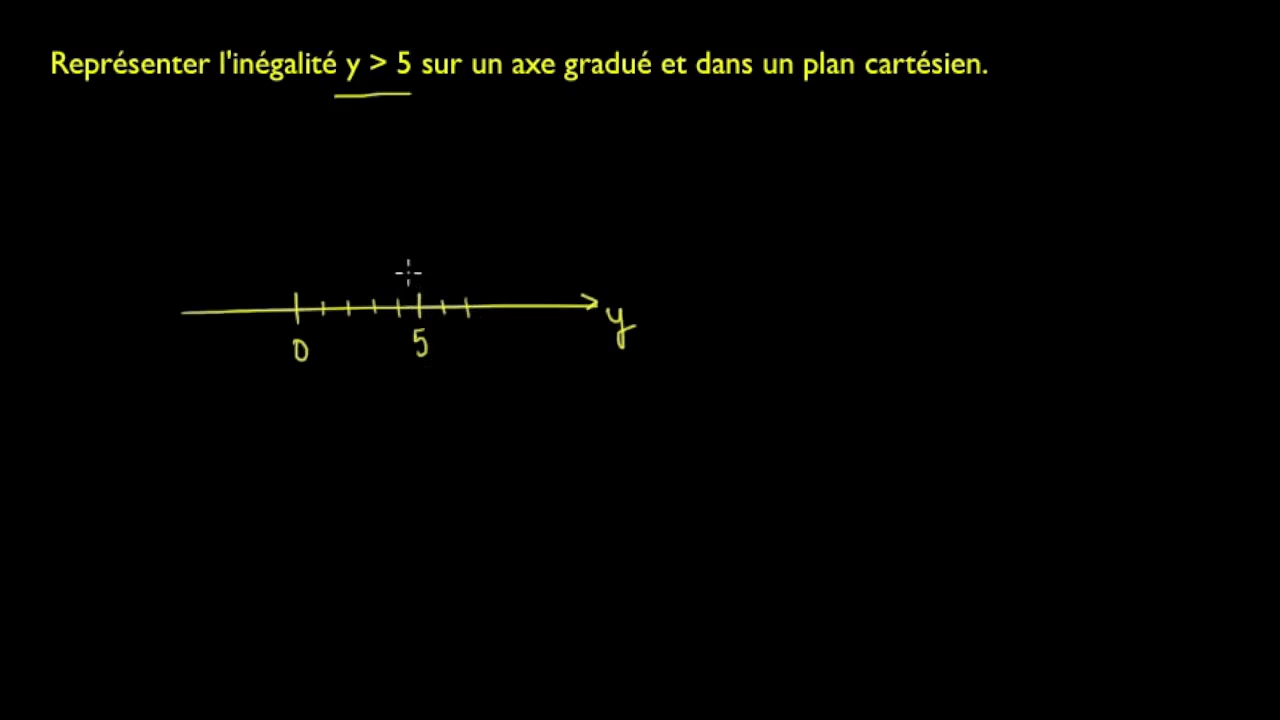 Représenter l'inégalité y > 5 sur un axe gradué et dans un plan cartésien.
0 5 y